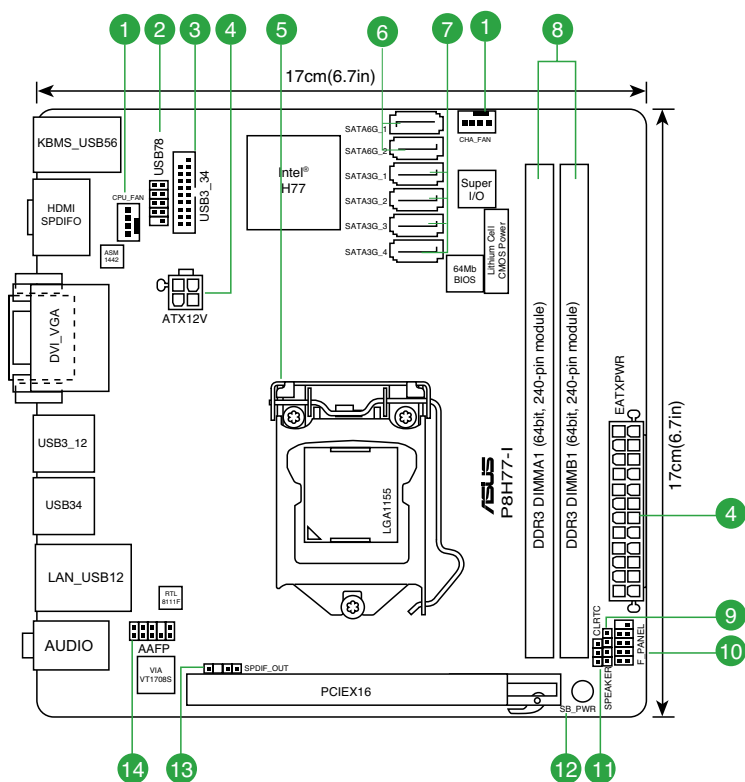 1
2
3
4
5
6
7
1
8
17cm(6.7in)
KBMS_USB56
HDMI
SPDIFO
CPU_FAN
ASM
1442
USB78
USB3_34
ATX12V
Intel®
H77
SATA6G_1
SATA6G_2
SATA3G_1
SATA3G_2
SATA3G_3
SATA3G_4
CHA_FAN
Super
I/O
64Mb
BIOS
Lithium Cell
CMOS Power
1
4
DVI_VGA
USB3_12
USB34
LAN_USB12
AUDIO
LGA1155
ASUS
P8H77-I
DDR3 DIMMA1 (64bit, 240-pin module)
DDR3 DIMMB1 (64bit, 240-pin module)
EATXPWR
17cm(6.7in)
4
RTL
8111F
AAFP
VIA
VT1708S
SPDIF_OUT
PCIEX16
SB_PWR
CLRTC
SPEAKER
F_PANEL
9
10
14
13
12
11